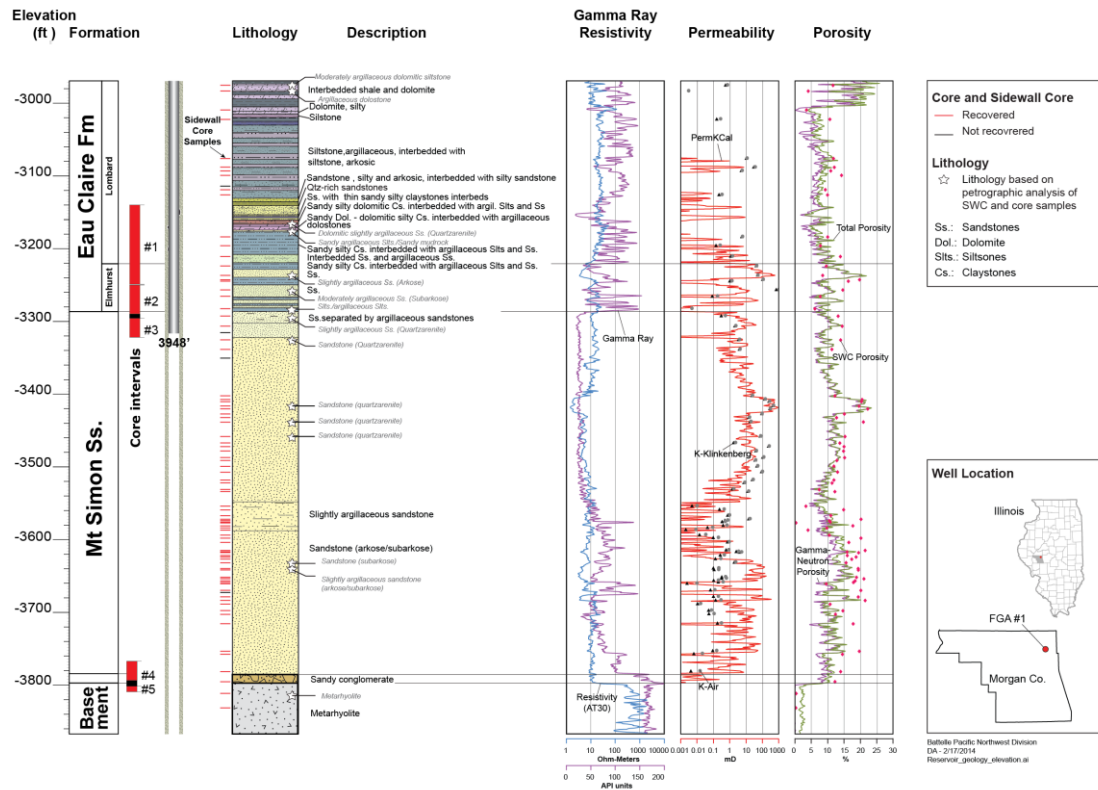 Elevation
(ft)
Formation
Lithology
Description
Gamma Ray
Resistivity
Permeability
Porosity
-3000
-3100
-3200
-3300
-3400
-3500
-3600
-3700
-3800
Eau Claire Fm
Lombard
Elmhurst
Mt Simon Ss.
Base
ment
#1
#2
#3
#4
#5
Core intervals
3948'
Sidewall
Core
Samples
Moderately argillaceous dolomitic siltstone
Interbedded shale and dolomite
Argillaceous dolostone
Dolomite, silty
Silstone
Siltstone,argillaceous, interbedded with
siltstone, arkosic
Sandstone , silty and arkosic, interbedded with silty sandstone
Qtz-rich sandstones
Ss. with thin sandy silty claystones interbeds
Sandy silty dolomitic Cs. interbedded with argil. Slts and Ss
Sandy Dol. - dolomitic silty Cs. interbedded with argillaceous
dolostones
Dolomitic slightly argillaceous Ss. (Quartzarenite)
Sandy argillaceous Slts./Sandy mudrock
Sandy silty Cs. interbedded with argillaceous Slts and Ss.
Interbedded Ss. and argillaceous Ss.
Sandy silty Cs. interbedded with argillaceous Slts and Ss.
Slightly argillaceous Ss. (Arkose)
Ss.
Moderately argillaceous Ss. (Subarkose)
Slts./argillaceous Slts.
Ss.separated by argillaceous sandstones
Slightly argillaceous Ss. (Quartzarenite)
Sandstone (Quartzarenite)
Sandstone (quartzarenite)
Sandstone (quartzarenite)
Sandstone (quartzarenite)
Slightly argillaceous sandstone
Sandstone (arkose/subarkose)
Sandstone (subarkose)
Slightly argillaceous sandstone
(arkose/subarkose)
Sandy conglomerate
Metarhyolite
Metarhyolite
Gamma Ray
Resistivity
(AT30)
1 10 100 1000 10000
Ohm-Meters
0 50 100 150 200
API units
PermKCal
K-Klinkenberg
K-Air
0.001 0.01 0.1 1 10 100 1000
mD
Total Porosity
SWC Porosity
Gamma-
Neutron
Porosity
0 5 10 15 20 25 30
%
Core and Sidewall Core
Recovered
Not recovrered
Lithology
Lithology based on
petrographic analysis of
SWC and core samples
Ss.: Sandstones
Dol.: Dolomite
Slts.: Siltsones
Cs.: Claystones
Well Location
Illinois
FGA #1
Morgan Co.
Battelle Pacific Northwest Division
DA - 2/17/2014
Reservoir_geology_elevation.ai